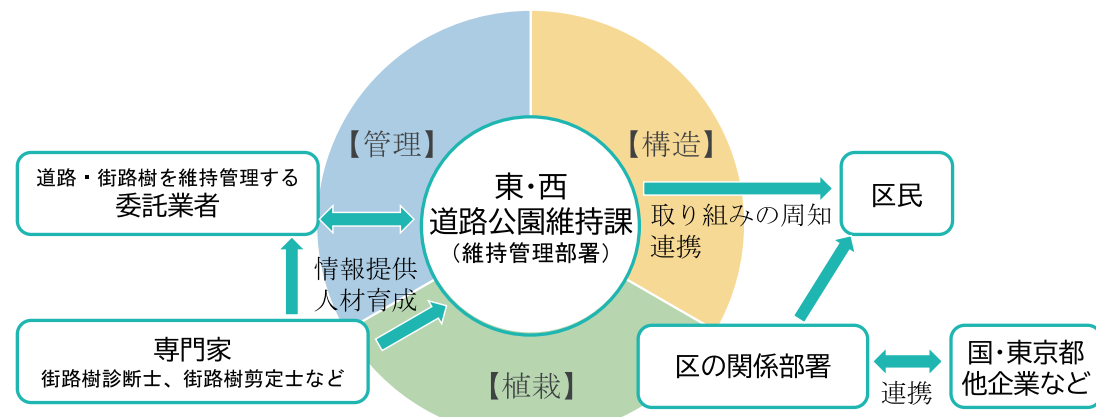 【管理】
【構造】
道路・街路樹を維持管理する
委託業者
東・西
道路公園維持課
（維持管理部署）
取り組みの周知
連携
区民
情報提供
人材育成
専門家
街路樹診断士、街路樹剪定士など
【植栽】
区の関係部署
連携
国・東京都
他企業など